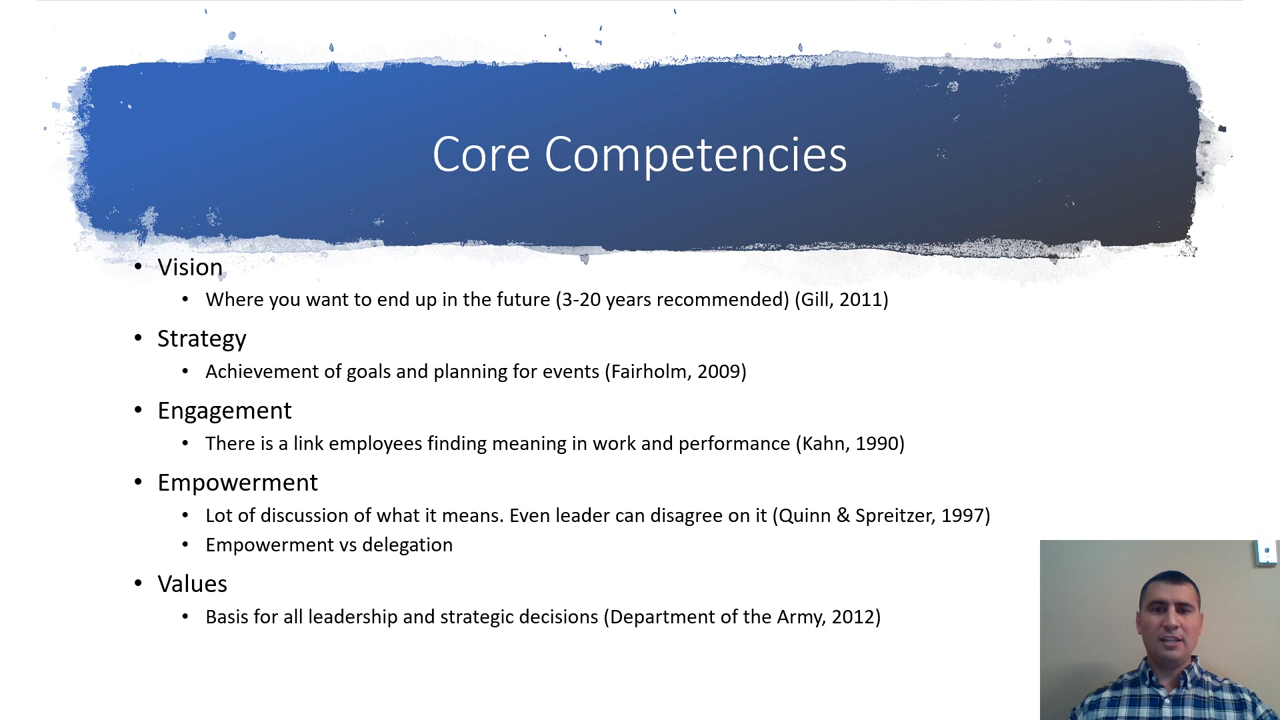 Core Competencies
• Vision
• Where you want to end up in the future (3-20 years recommended) (Gill, 2011)
• Strategy
• Achievement of goals and planning for events (Fairholm, 2009)
• Engagement
• There is a link employees finding meaning in work and performance (Kahn, 1990)
• Empowerment
• Lot of discussion of what it means. Even leader can disagree on it (Quinn & Spreitzer, 1997)
• Empowerment vs delegation
• Values
• Basis for all leadership and strategic decisions (Department of the Army, 2012)